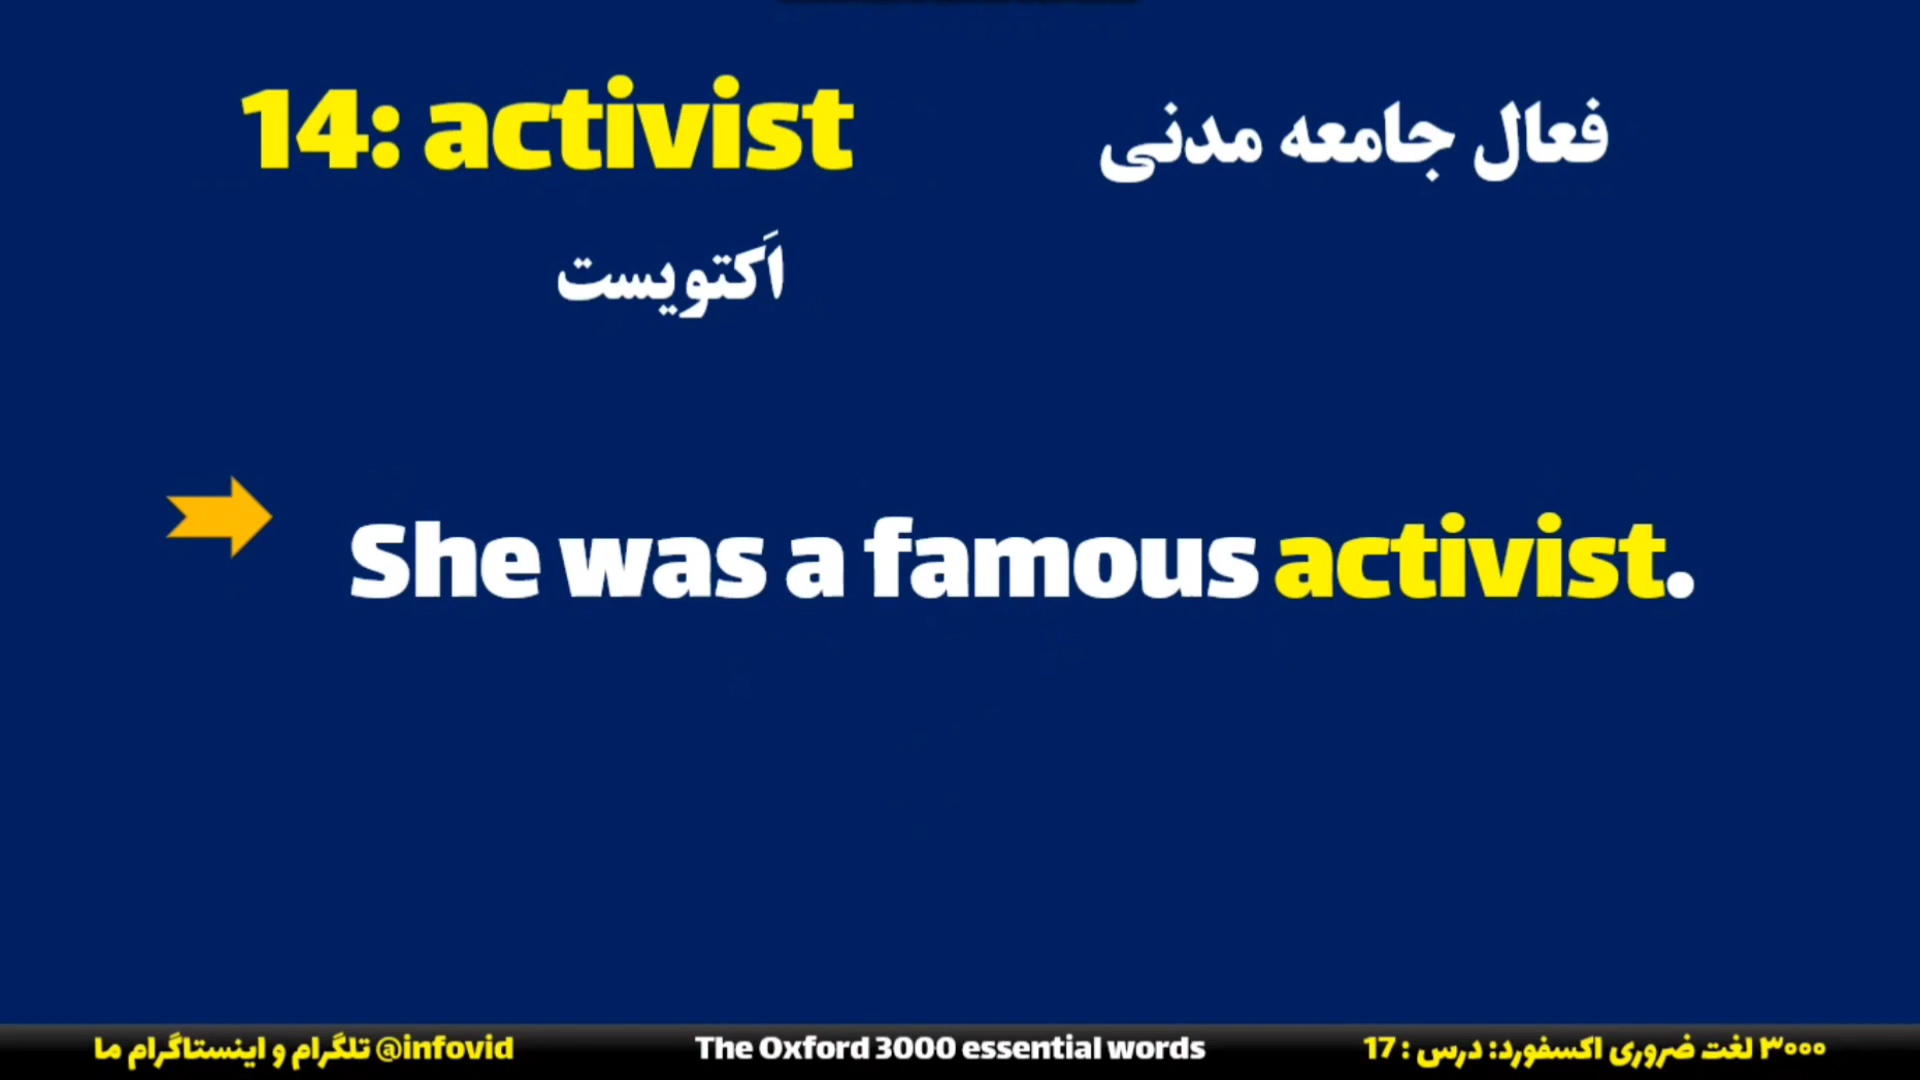 14: activist
فعال جامعه مدنی
اَکتویست
She was a famous activist.
@infovid تلگرام و اینستاگرام ما
The Oxford 3000 essential words
۳۰۰۰ لغت ضروری اکسفورد: درس : 17